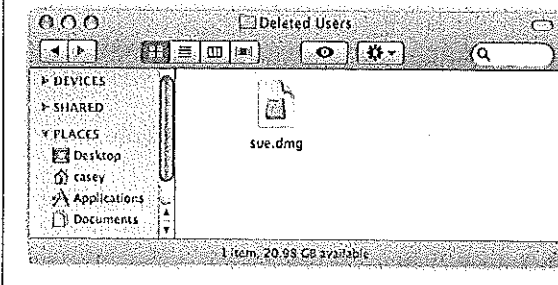 Deleted Users
DEVICES
SHARED
PLACES
Desktop
casey
Applications
Documents
sue.dmg
1 item, 20.98 GB available